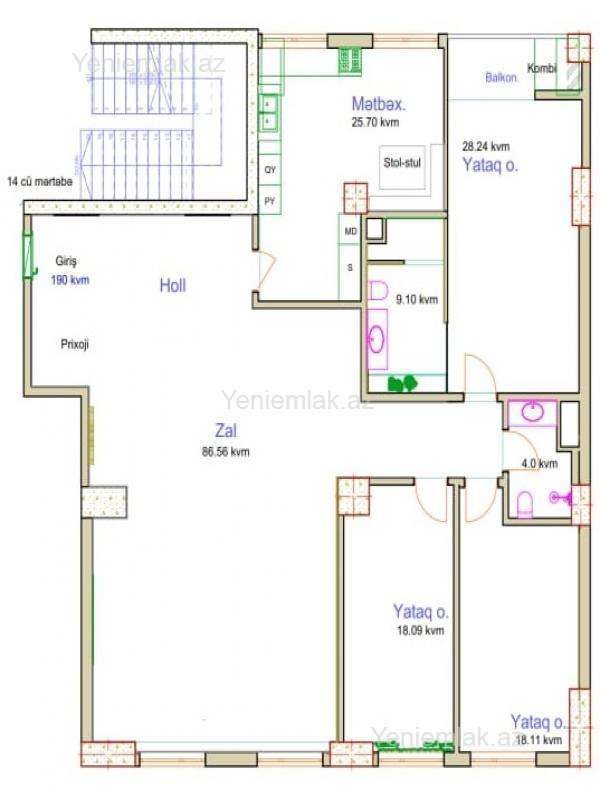 Yeniemlak.az
Kombi
Balkon.
Mətbəx.
25.70 kvm
28.24 kvm
Yataq o.
Stol-stul
QY
PY
14 cü mərtəbə
MD
S
Giriş
190 kvm
Holl
9.10 kvm
Prixoji
Yeniemlak.az
Zal
86.56 kvm
4.0 kvm
Yataq o.
18.09 kvm
Yataq o.
18.11 kvm
Yeniemlak.az